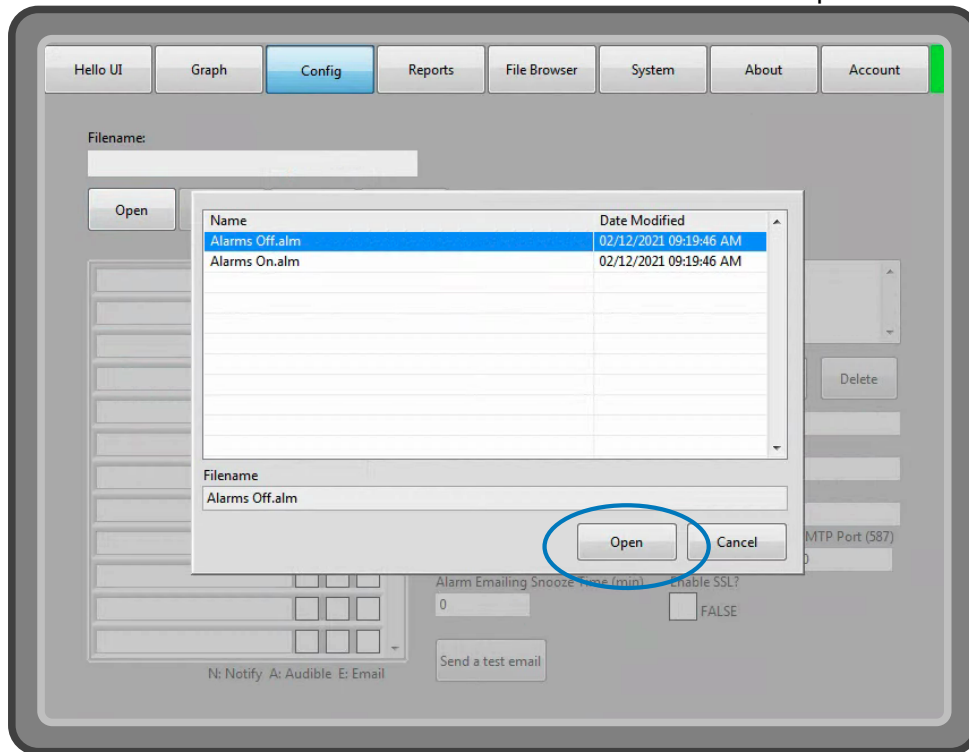 Hello UI Graph Config Reports File Browser System About Account
Filename:
Open
Name Date Modified
Alarms Off.alm 02/12/2021 09:19:46 AM
Alarms On.alm 02/12/2021 09:19:46 AM
Delete
Filename
Alarms Off.alm
Open Cancel
MTP Port (587)
Alarm Emailing Snooze Time (min) Enable SSL?
0
FALSE
Send a test email
N: Notify A: Audible E: Email